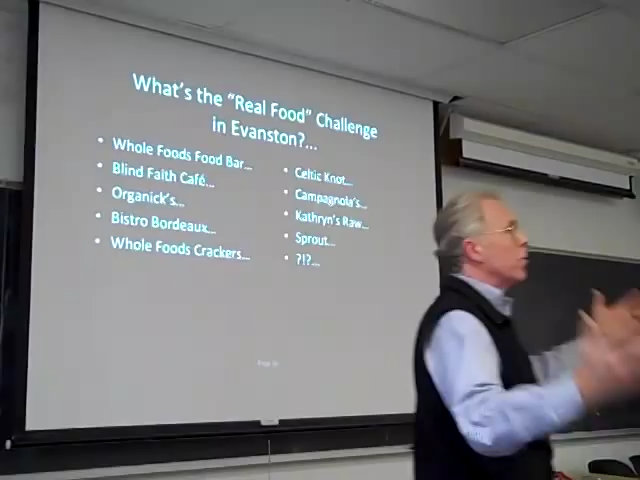 What's the “Real Food” Challenge
in Evanston?...
• Whole Foods Food Bar...
• Blind Faith Café...
• Organick's...
• Bistro Bordeaux...
• Whole Foods Crackers...
• Celtic Knot...
• Campagnola's...
• Kathryn's Raw...
• Sprout...
• ?!?...